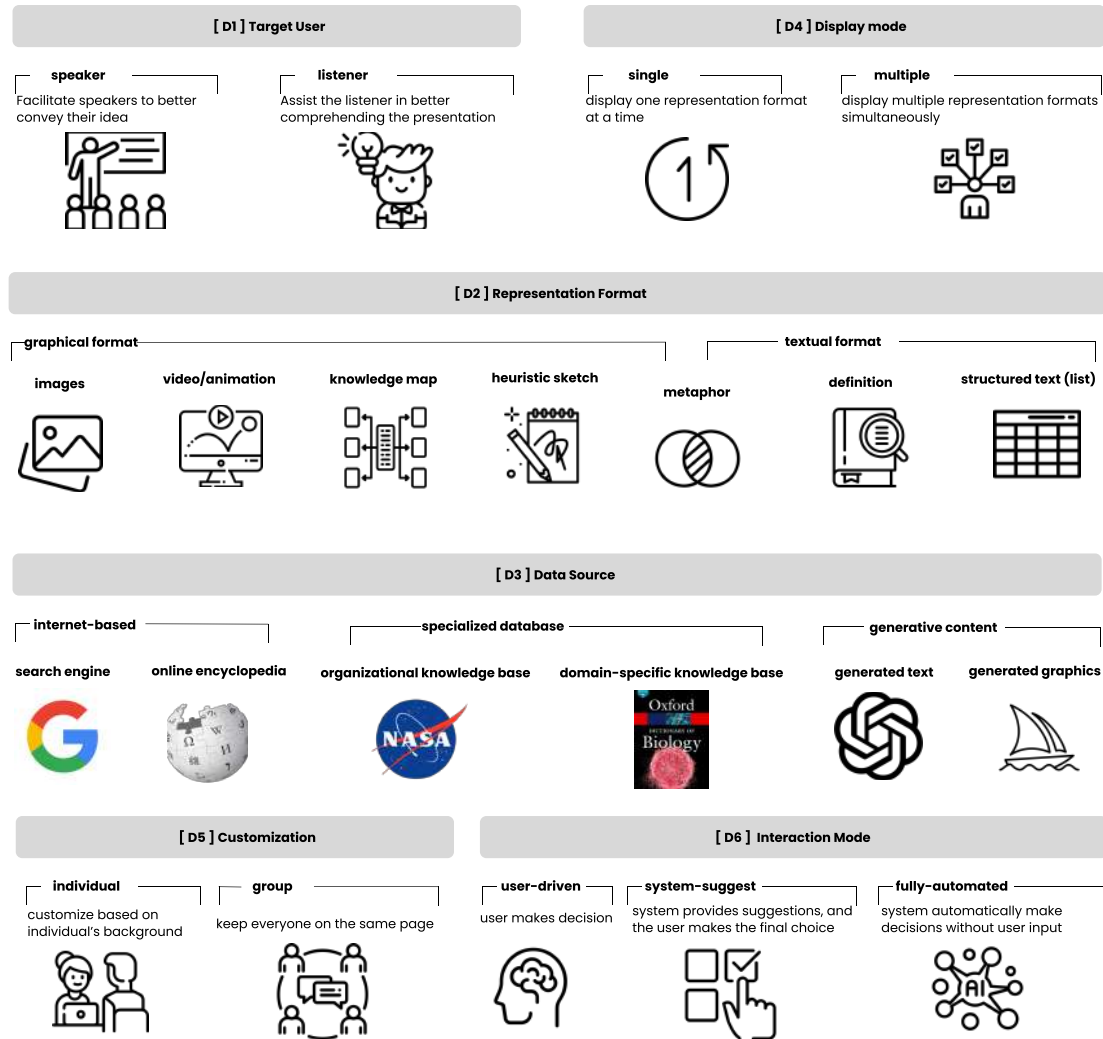 [ D1 ] Target User
speaker
Facilitate speakers to better
convey their idea
listener
Assist the listener in better
comprehending the presentation
[ D4 ] Display mode
single
display one representation format
at a time
1
multiple
display multiple representation formats
simultaneously
[ D2 ] Representation Format
graphical format
textual format
images
video/animation
knowledge map
heuristic sketch
metaphor
definition
structured text (list)
[ D3 ] Data Source
internet-based
specialized database
generative content
search engine
online encyclopedia
organizational knowledge base
domain-specific knowledge base
generated text
generated graphics
G
Ω W И
NASA
Oxford
DICTIONARY OF
Biology
[ D5 ] Customization
individual
customize based on
individual's background
group
keep everyone on the same page
[ D6 ] Interaction Mode
user-driven
user makes decision
system-suggest
system provides suggestions, and
the user makes the final choice
fully-automated
system automatically make
decisions without user input
AI